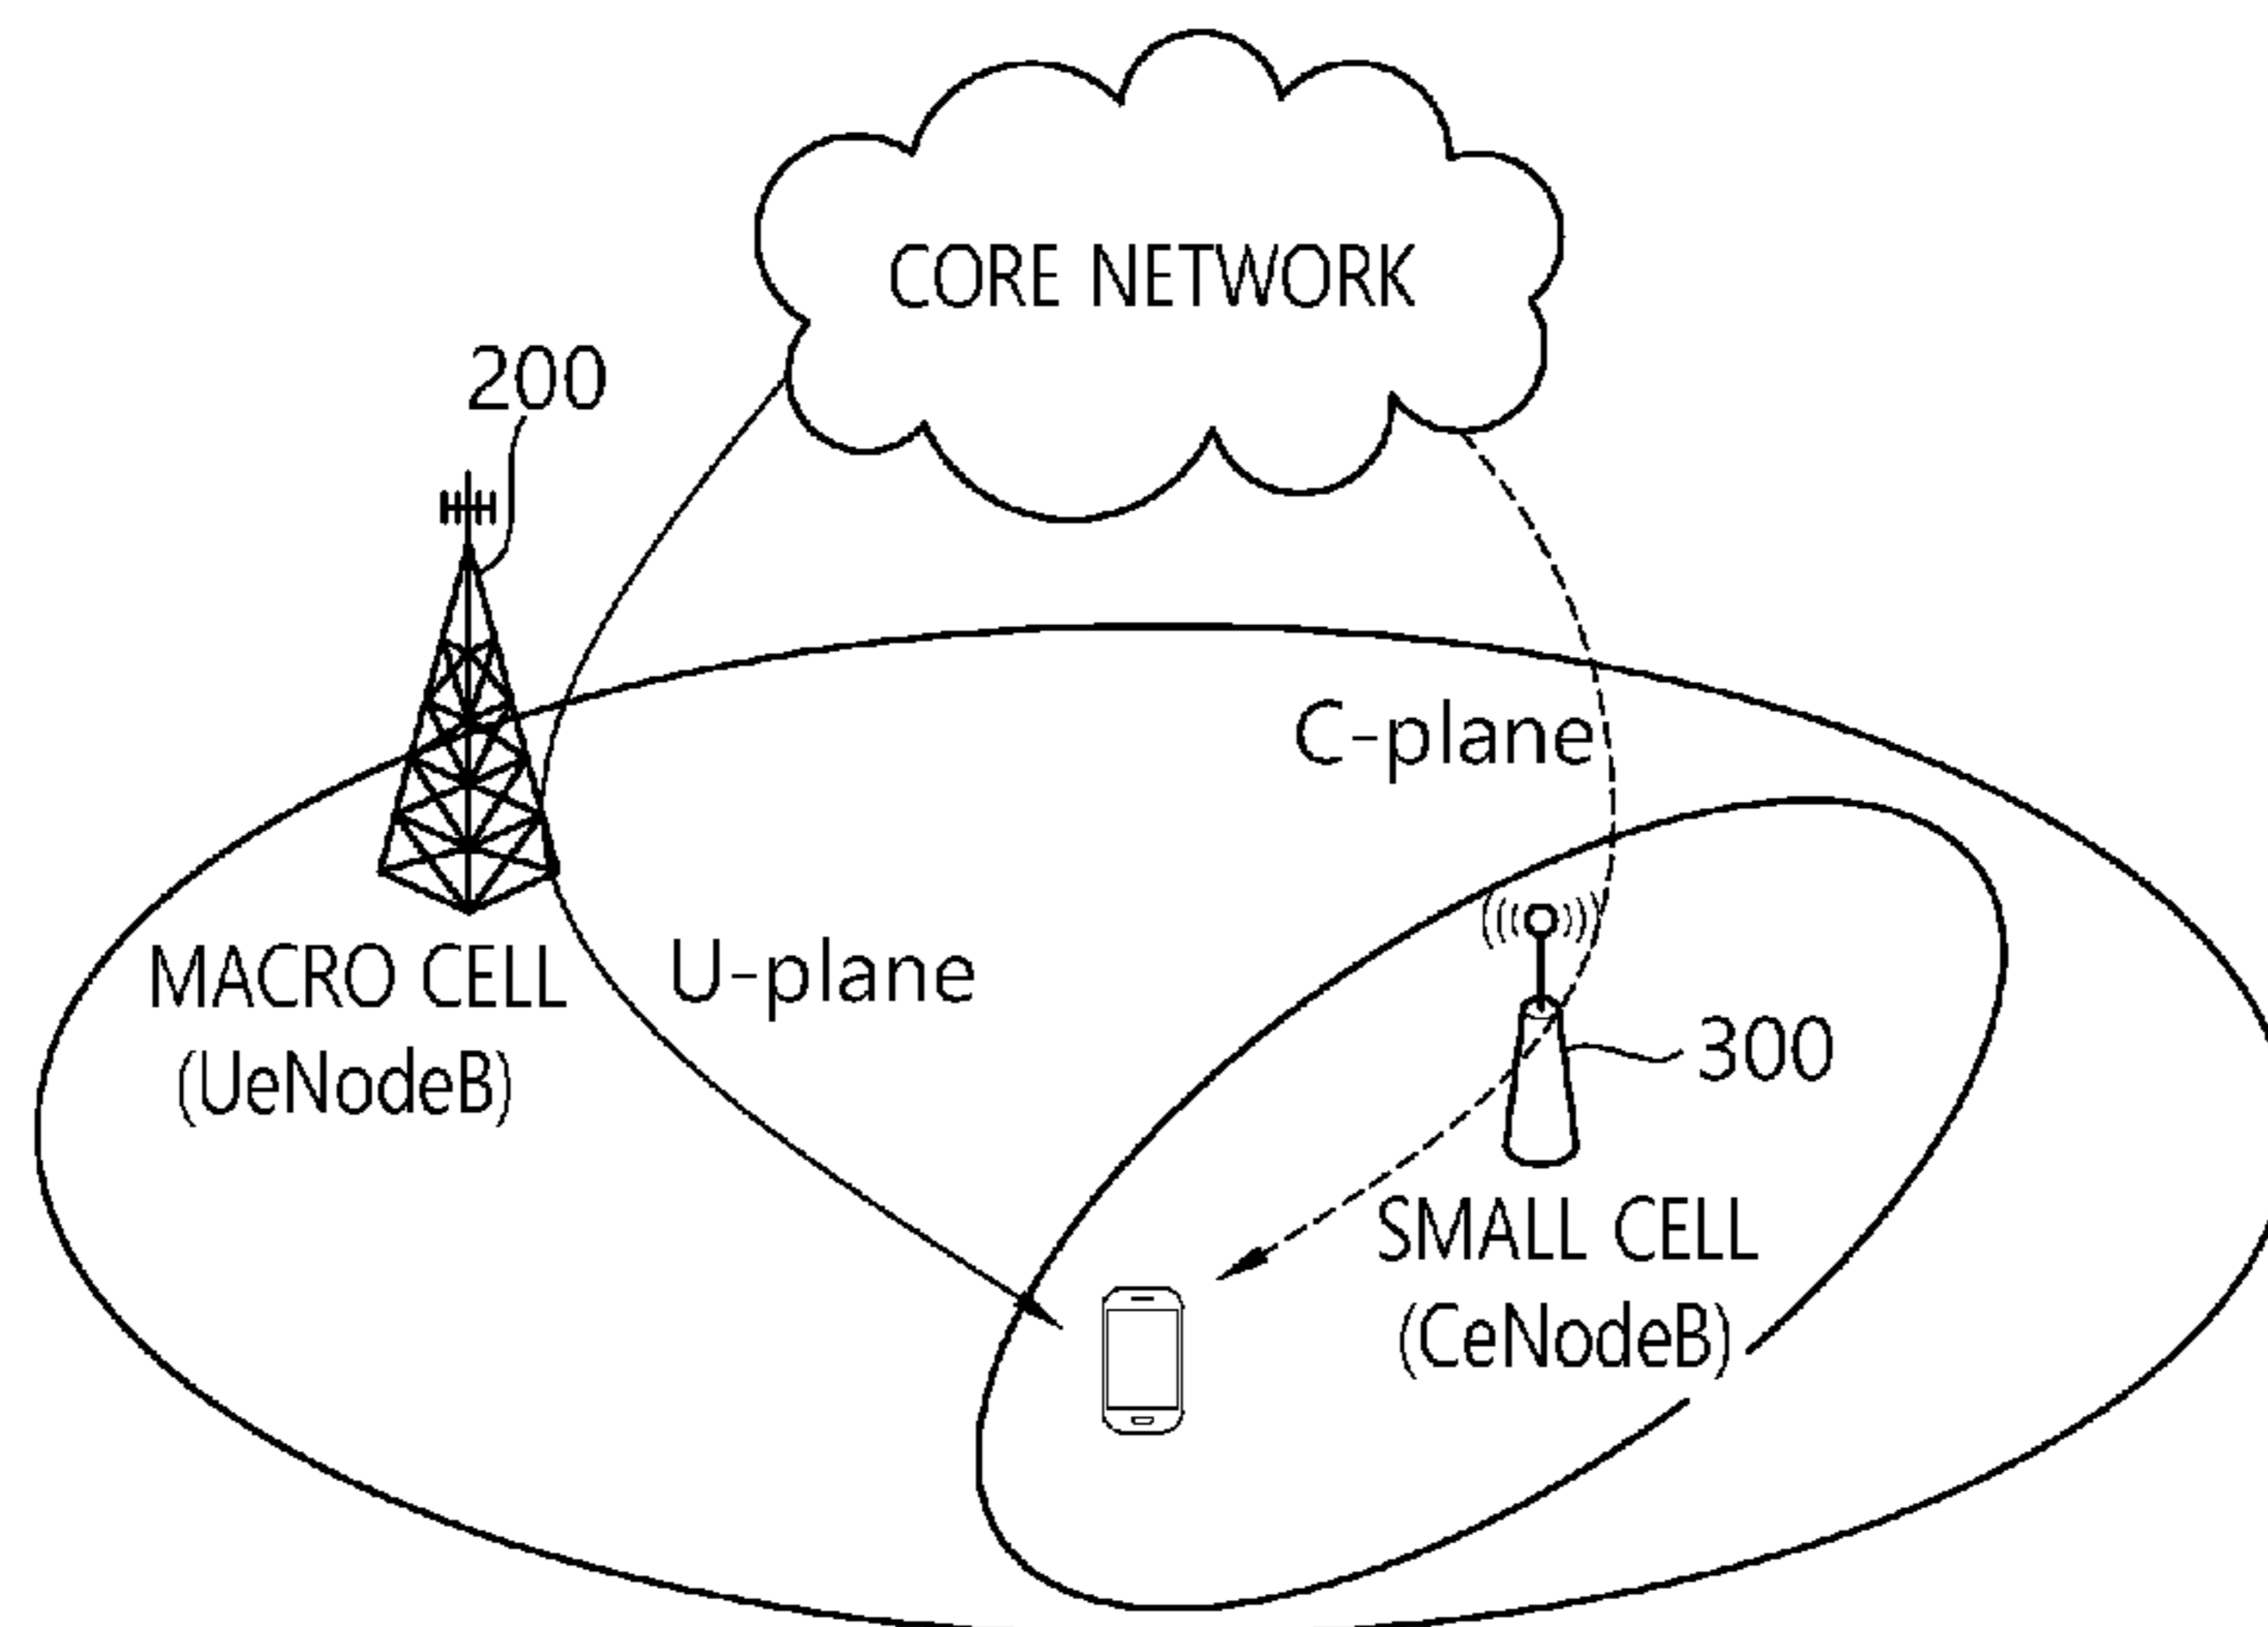 CORE NETWORK
200
C-plane
MACRO CELL
(UeNodeB)
U-plane
300
SMALL CELL
(CeNodeB)